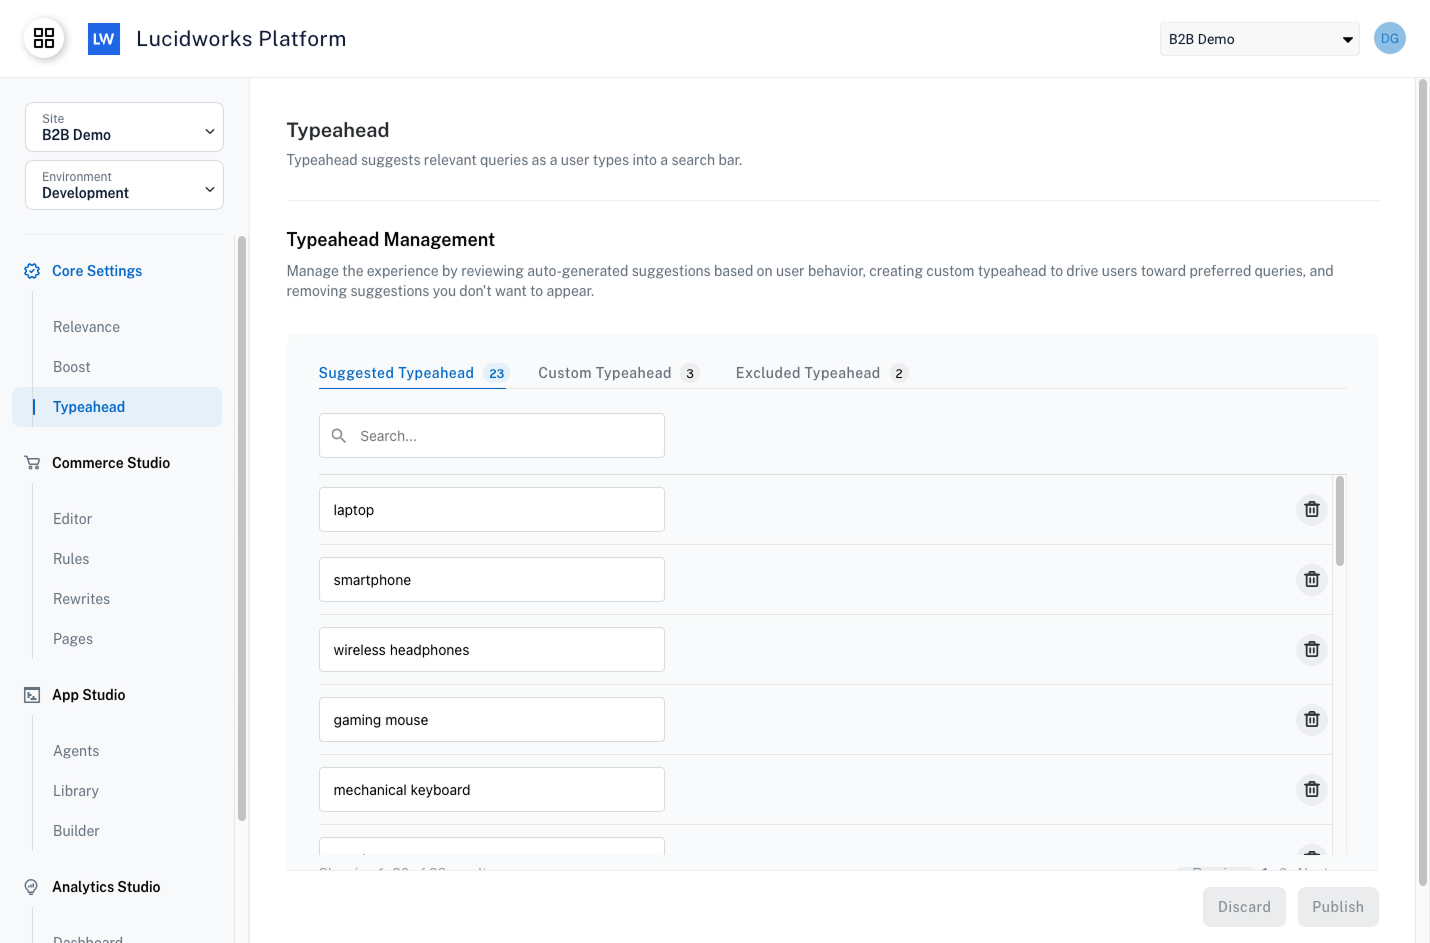 LW
Lucidworks Platform
B2B Demo
DG
Site
B2B Demo
Environment
Development
Core Settings
Relevance
Boost
Typeahead
Commerce Studio
Editor
Rules
Rewrites
Pages
App Studio
Agents
Library
Builder
Analytics Studio
Dashboard
Typeahead
Typeahead suggests relevant queries as a user types into a search bar.
Typeahead Management
Manage the experience by reviewing auto-generated suggestions based on user behavior, creating custom typeahead to drive users toward preferred queries, and
removing suggestions you don't want to appear.
Suggested Typeahead 23 Custom Typeahead 3 Excluded Typeahead 2
Search...
laptop
smartphone
wireless headphones
gaming mouse
mechanical keyboard
Discard
Publish